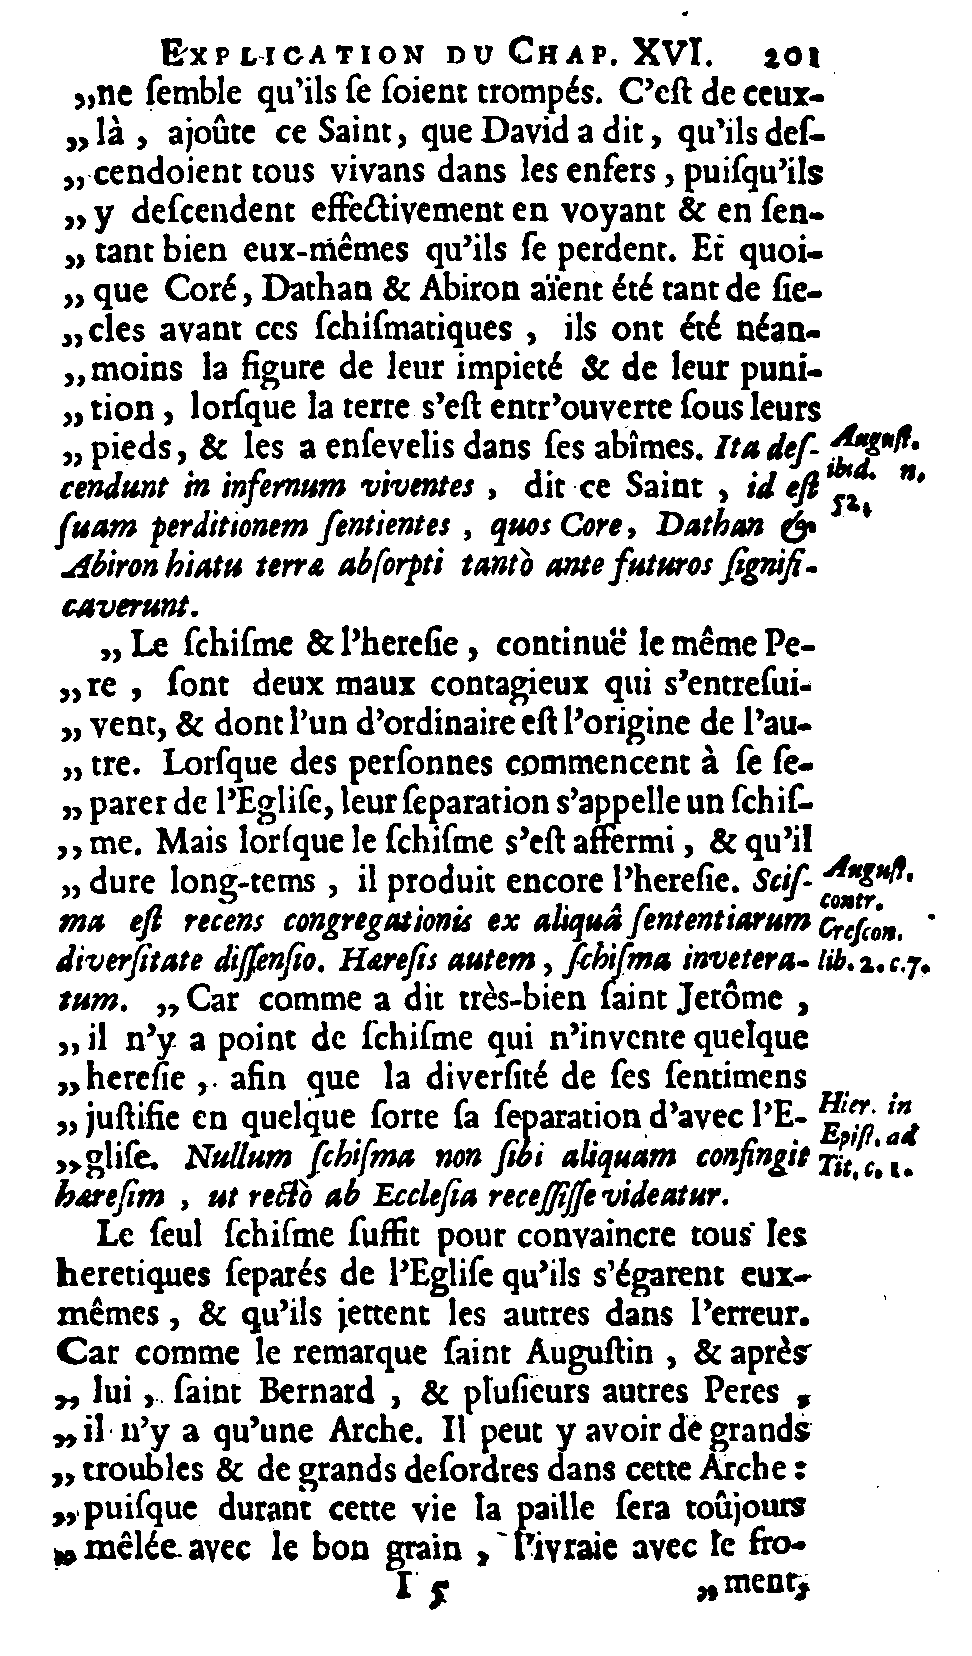 EXPLICATION DU CHAP. XVI. 201
„ne ſemble qu'ils ſe ſoient trompés. C'eſt de ceux-
„là, ajoûte ce Saint, que David a dit, qu'ils deſ-
„cendoient tous vivans dans les enfers, puiſqu'ils
„y deſcendent effectivement en voyant & en ſen-
„tant bien eux-mêmes qu'ils ſe perdent. Et quoi-
„que Coré, Dathan & Abiron aïent été tant de ſie-
„cles avant ces ſchiſmatiques, ils ont été néan-
„moins la figure de leur impieté & de leur puni-
„tion, lorſque la terre s'eſt entr'ouverte ſous leurs
„pieds, & les a enſevelis dans ſes abîmes. Ita deſ-
cendunt in infernum viventes, dit ce Saint, id eſt
ſuam perditionem ſentientes, quos Core, Dathan &
Abiron hiatu terræ abſorpti tantò ante futuros ſignifi-
caverunt.
Auguſt.
ibid. n.
52.
„Le ſchiſme & l'hereſie, continuë le même Pe-
„re, ſont deux maux contagieux qui s'entreſui-
„vent, & dont l'un d'ordinaire eſt l'origine de l'au-
„tre. Lorſque des perſonnes commencent à ſe ſe-
„parer de l'Egliſe, leur ſeparation s'appelle un ſchiſ-
„me. Mais lorſque le ſchiſme s'eſt affermi, & qu'il
„dure long-tems, il produit encore l'hereſie. Sciſ-
ma eſt recens congregationis ex aliquâ ſententiarum
diverſitate diſſenſio. Hæreſis autem, ſchiſma invetera-
tum. „Car comme a dit très-bien ſaint Jerôme,
„il n'y a point de ſchiſme qui n'invente quelque
„hereſie, afin que la diverſité de ſes ſentimens
„juſtifie en quelque ſorte ſa ſeparation d'avec l'E-
„gliſe. Nullum ſchiſma non ſibi aliquam confingit
hæreſim, ut rectò ab Eccleſia receſſiſſe videatur.
Auguſt.
contr.
Creſcon.
lib. 2. c. 7.
Hier. in
Epiſt. ad
Tit. c. 1.
Le ſeul ſchiſme ſuffit pour convaincre tous les
heretiques ſeparés de l'Egliſe qu'ils s'égarent eux-
mêmes, & qu'ils jettent les autres dans l'erreur.
Car comme le remarque ſaint Auguſtin, & après
„lui, ſaint Bernard, & pluſieurs autres Peres,
„il n'y a qu'une Arche. Il peut y avoir de grands
„troubles & de grands deſordres dans cette Arche:
„puiſque durant cette vie la paille ſera toûjours
„mêlée avec le bon grain, l'ivraie avec le fro-
I 5 „ment;